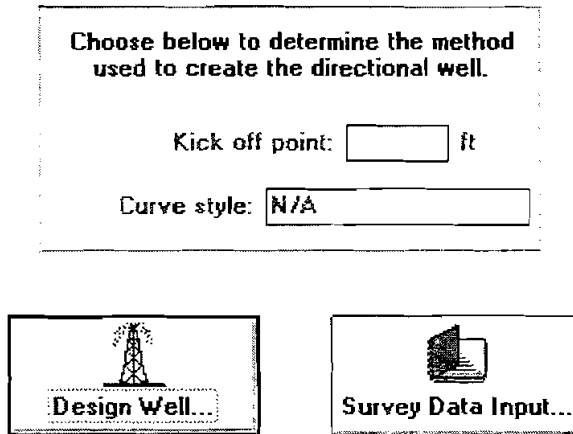 Choose below to determine the method
used to create the directional well.
Kick off point: ft
Curve style: N/A
Design Well...
Survey Data Input...